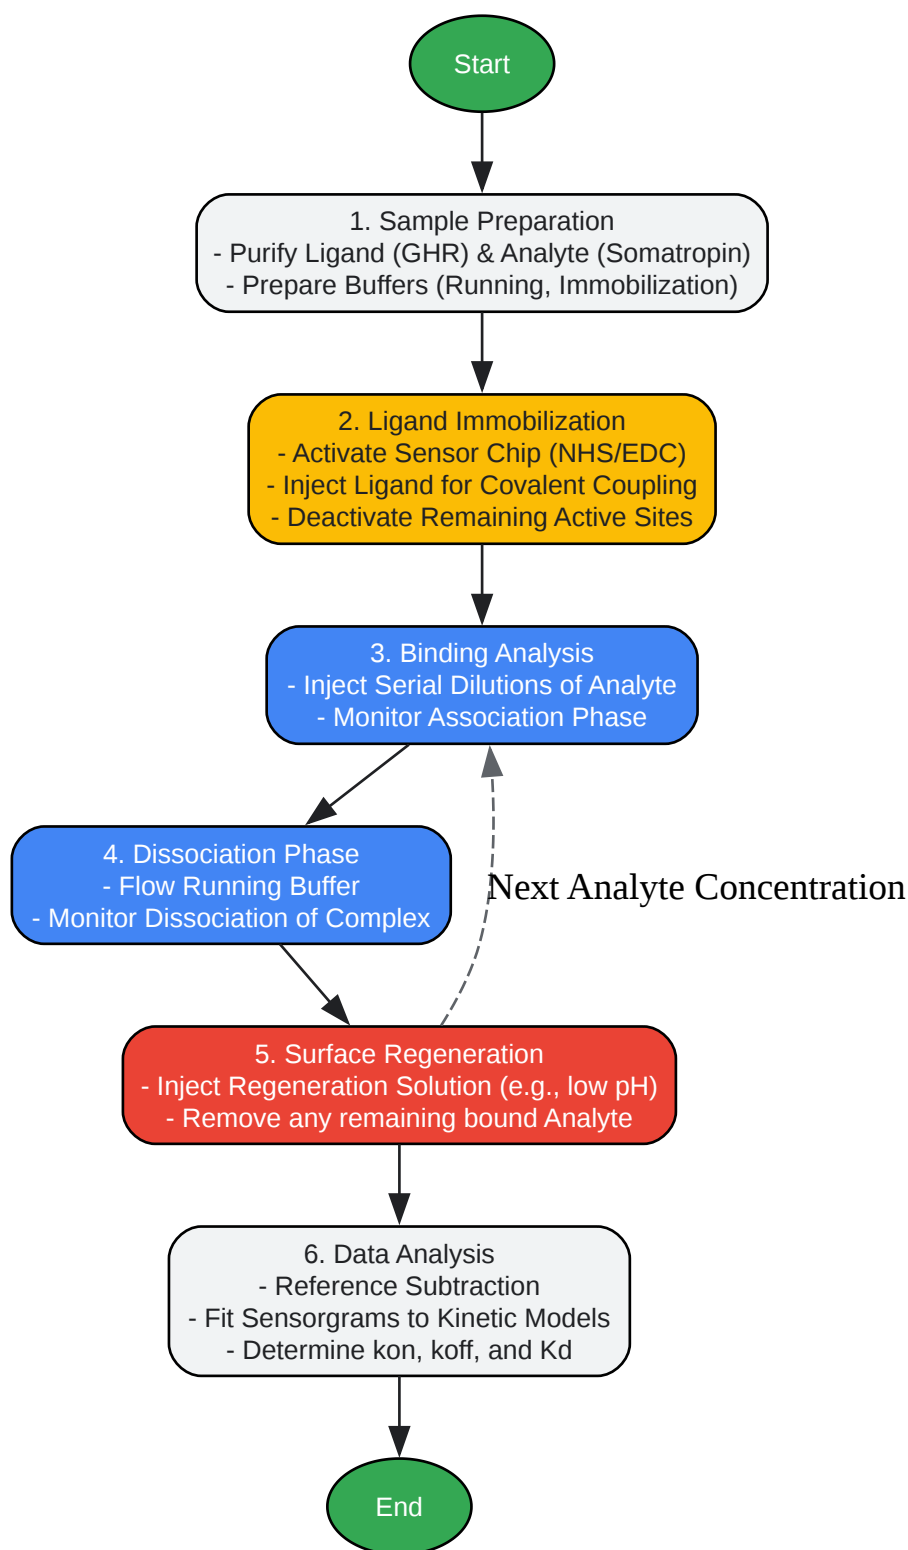 Start
1. Sample Preparation
- Purify Ligand (GHR) & Analyte (Somatropin)
- Prepare Buffers (Running, Immobilization)
2. Ligand Immobilization
- Activate Sensor Chip (NHS/EDC)
- Inject Ligand for Covalent Coupling
- Deactivate Remaining Active Sites
3. Binding Analysis
- Inject Serial Dilutions of Analyte
- Monitor Association Phase
4. Dissociation Phase
- Flow Running Buffer
- Monitor Dissociation of Complex
Next Analyte Concentration
5. Surface Regeneration
- Inject Regeneration Solution (e.g., low pH)
- Remove any remaining bound Analyte
6. Data Analysis
- Reference Subtraction
- Fit Sensorgrams to Kinetic Models
- Determine kon, koff, and Kd
End